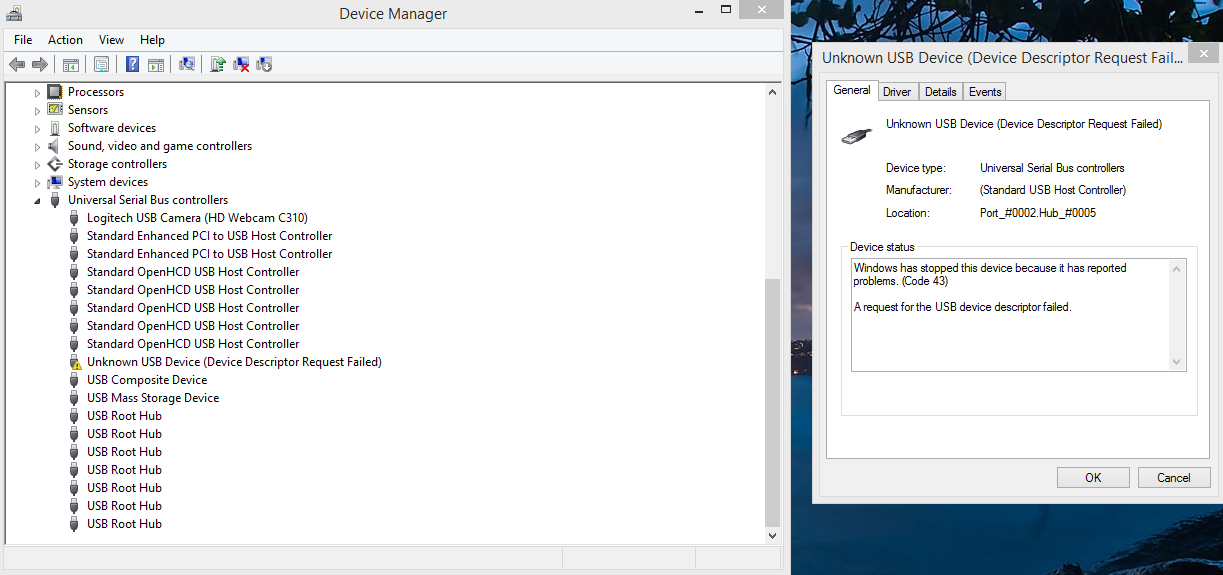 Device Manager
File Action View Help
Processors
Sensors
Software devices
Sound, video and game controllers
Storage controllers
System devices
Universal Serial Bus controllers
Logitech USB Camera (HD Webcam C310)
Standard Enhanced PCI to USB Host Controller
Standard Enhanced PCI to USB Host Controller
Standard OpenHCD USB Host Controller
Standard OpenHCD USB Host Controller
Standard OpenHCD USB Host Controller
Standard OpenHCD USB Host Controller
Standard OpenHCD USB Host Controller
Unknown USB Device (Device Descriptor Request Failed)
USB Composite Device
USB Mass Storage Device
USB Root Hub
USB Root Hub
USB Root Hub
USB Root Hub
USB Root Hub
USB Root Hub
USB Root Hub
Unknown USB Device (Device Descriptor Request Fail...
General Driver Details Events
Unknown USB Device (Device Descriptor Request Failed)
Device type: Universal Serial Bus controllers
Manufacturer: (Standard USB Host Controller)
Location: Port_#0002.Hub_#0005
Device status
Windows has stopped this device because it has reported
problems. (Code 43)
A request for the USB device descriptor failed.
OK Cancel